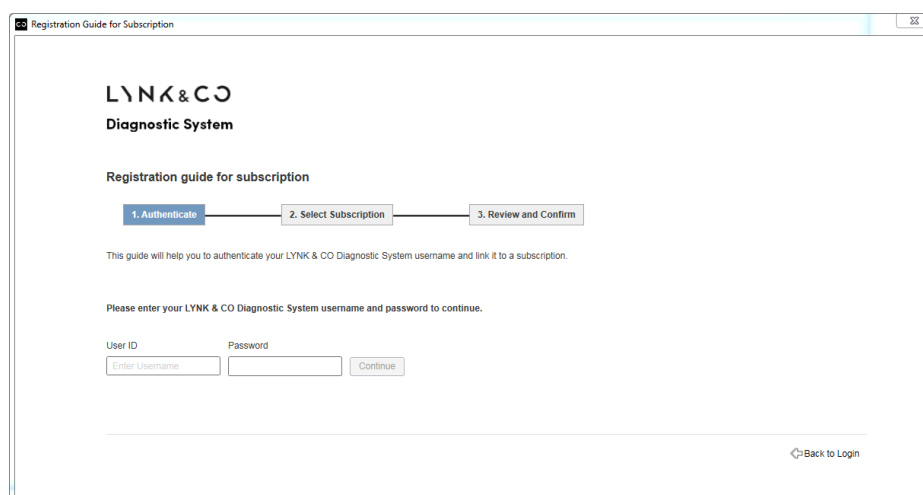 Registration Guide for Subscription
LYNK&CO
Diagnostic System
Registration guide for subscription
1. Authenticate
2. Select Subscription
3. Review and Confirm
This guide will help you to authenticate your LYNK & CO Diagnostic System username and link it to a subscription.
Please enter your LYNK & CO Diagnostic System username and password to continue.
User ID Password
Enter Username Continue
Back to Login